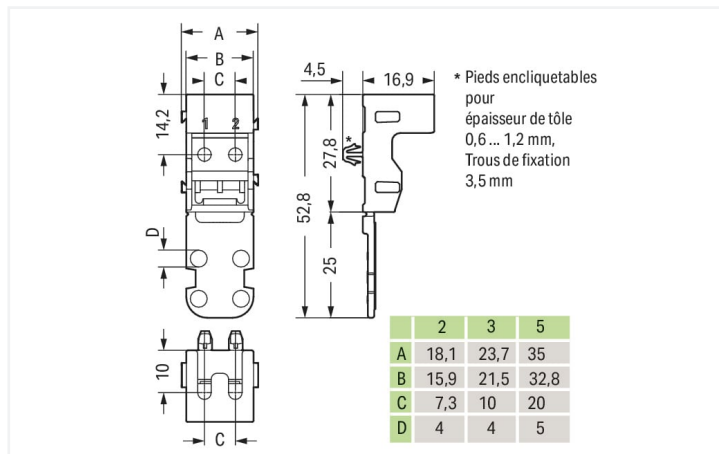 A
B
C
4,5
16,9
* Pieds encliquetables
pour
épaisseur de tôle
0,6 ... 1,2 mm,
Trous de fixation
3,5 mm
14,2
1 2
*
27,8
52,8
D
25
10
C
2 3 5
A 18,1 23,7 35
B 15,9 21,5 32,8
C 7,3 10 20
D 4 4 5